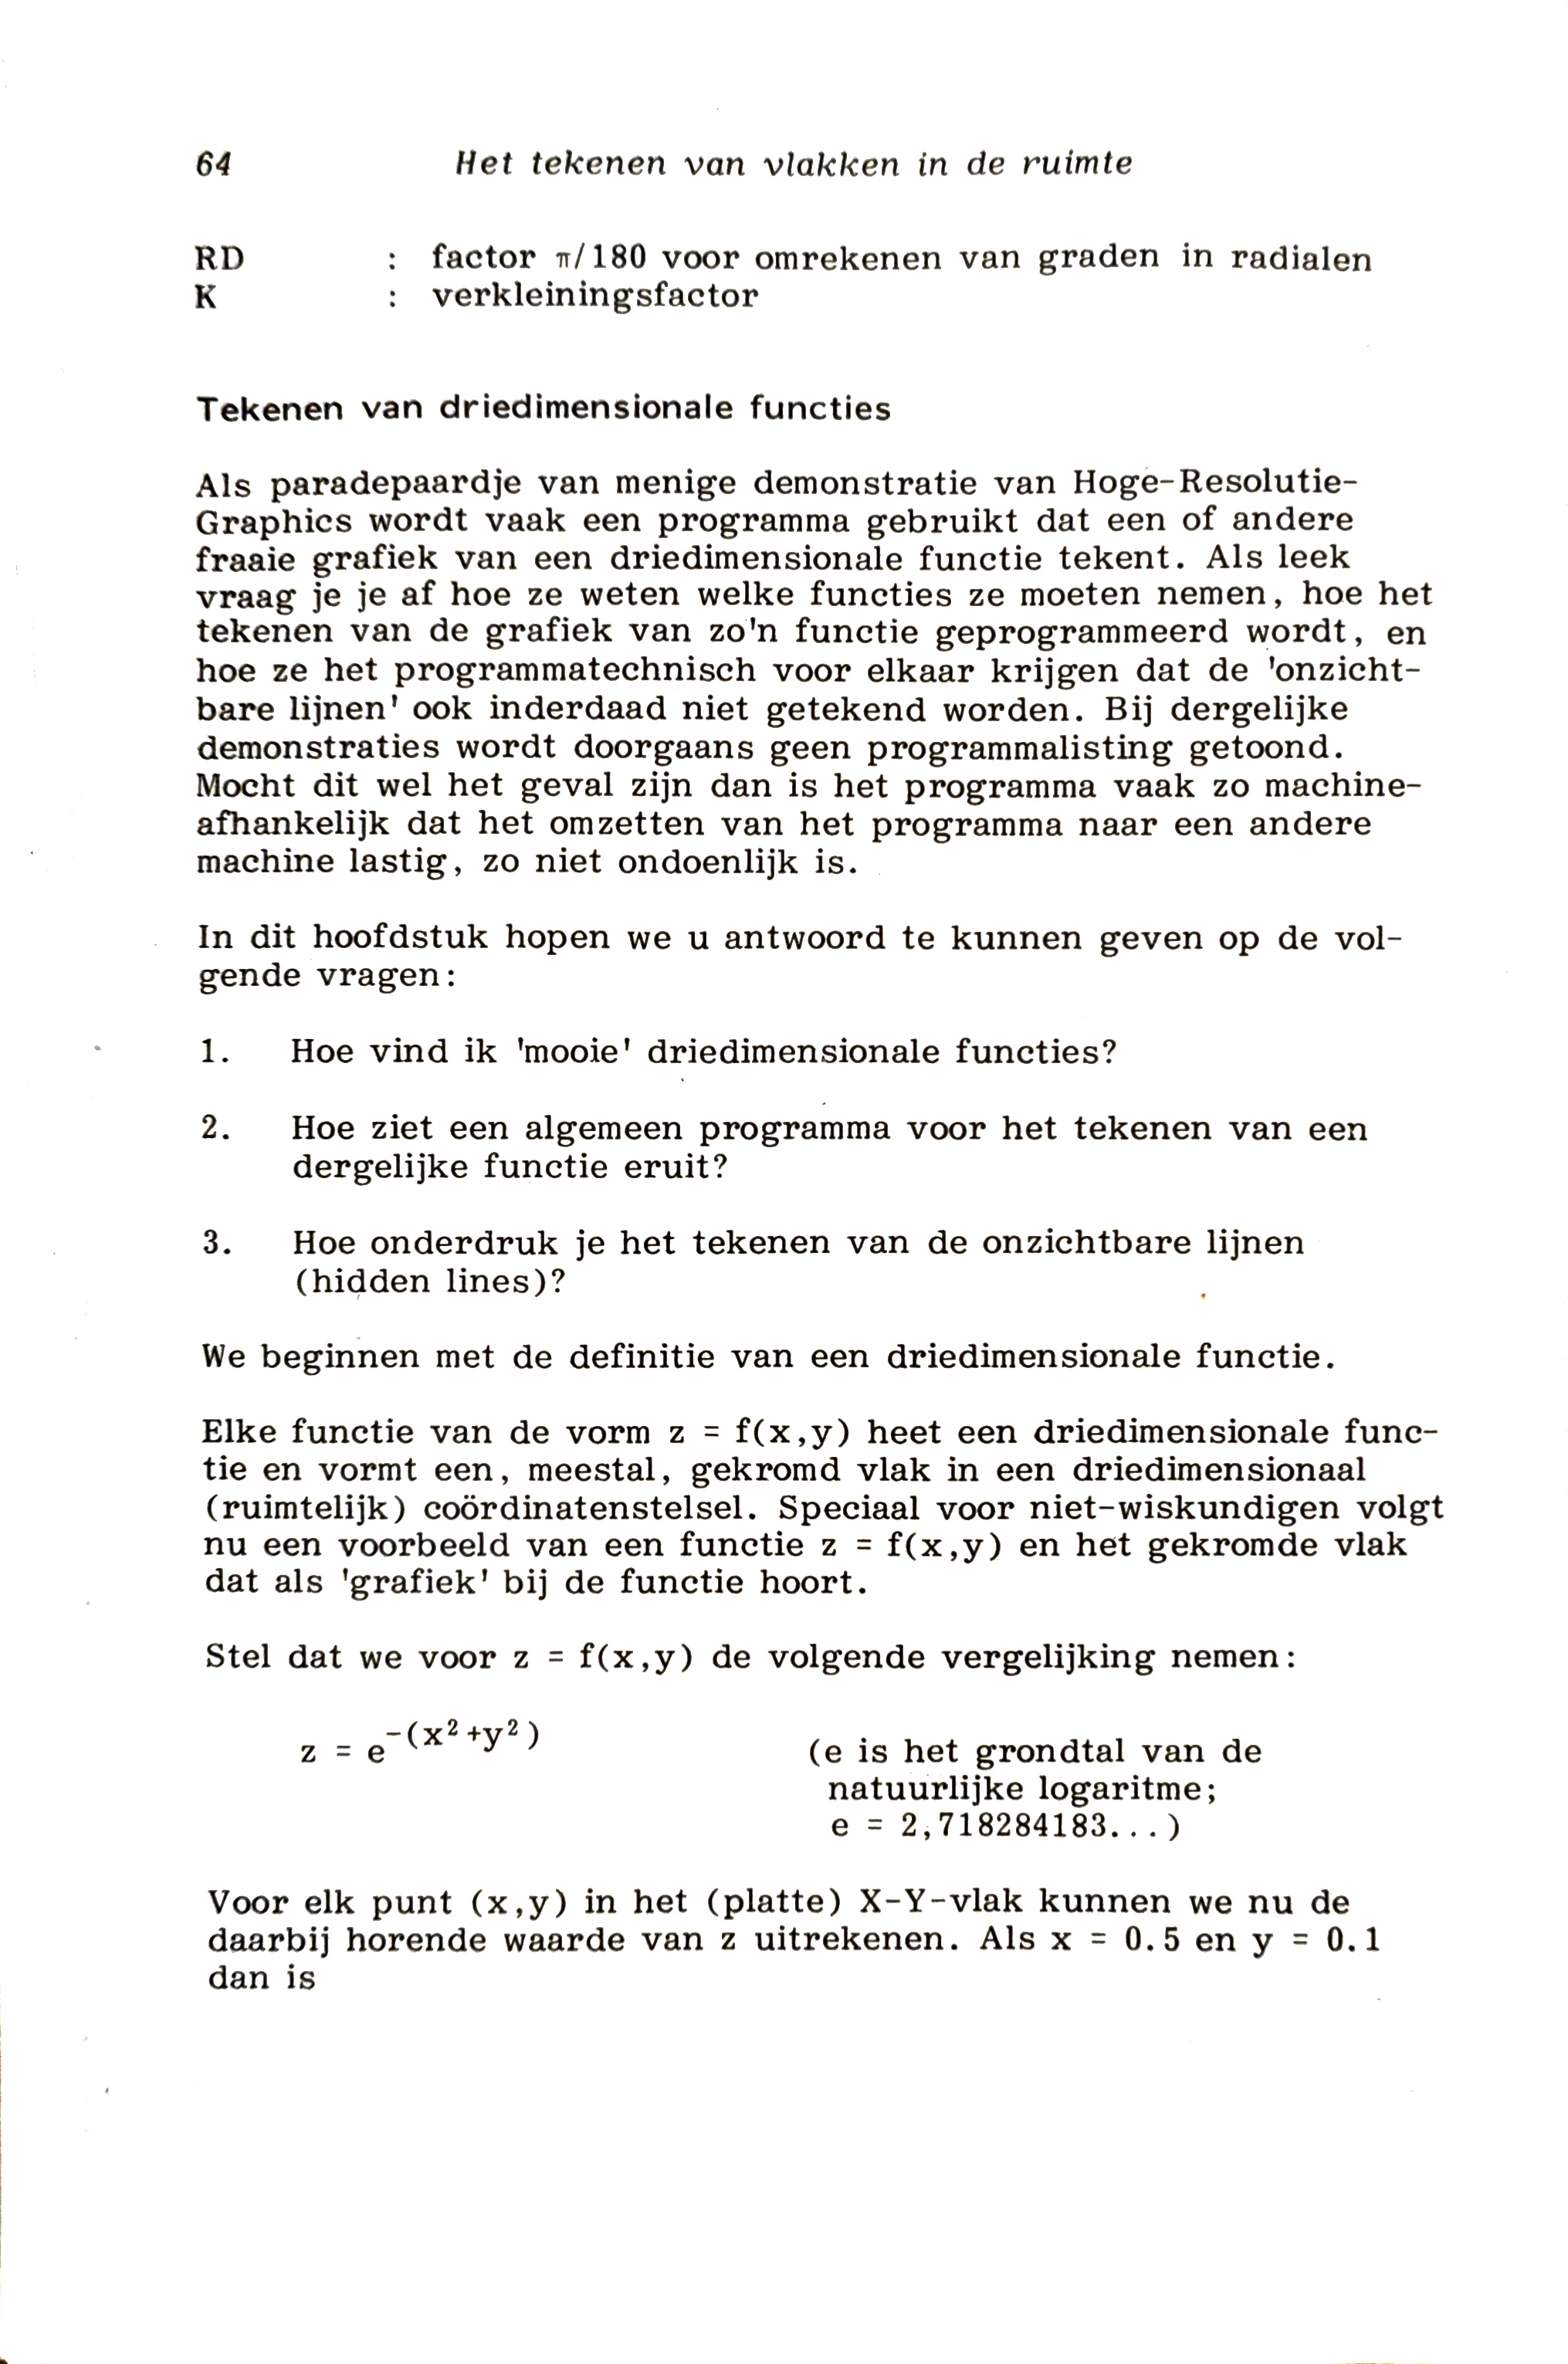 64 Het tekenen van vlakken in de ruimte
RD : factor π/180 voor omrekenen van graden in radialen
K : verkleiningsfactor
Tekenen van driedimensionale functies
Als paradepaardje van menige demonstratie van Hoge-Resolutie-
Graphics wordt vaak een programma gebruikt dat een of andere
fraaie grafiek van een driedimensionale functie tekent. Als leek
vraag je je af hoe ze weten welke functies ze moeten nemen, hoe het
tekenen van de grafiek van zo'n functie geprogrammeerd wordt, en
hoe ze het programmatechnisch voor elkaar krijgen dat de 'onzicht-
bare lijnen' ook inderdaad niet getekend worden. Bij dergelijke
demonstraties wordt doorgaans geen programmalisting getoond.
Mocht dit wel het geval zijn dan is het programma vaak zo machine-
afhankelijk dat het omzetten van het programma naar een andere
machine lastig, zo niet ondoenlijk is.
In dit hoofdstuk hopen we u antwoord te kunnen geven op de vol-
gende vragen:
1. Hoe vind ik 'mooie' driedimensionale functies?
2. Hoe ziet een algemeen programma voor het tekenen van een
dergelijke functie eruit?
3. Hoe onderdruk je het tekenen van de onzichtbare lijnen
(hidden lines)?
We beginnen met de definitie van een driedimensionale functie.
Elke functie van de vorm z = f(x,y) heet een driedimensionale func-
tie en vormt een, meestal, gekromd vlak in een driedimensionaal
(ruimtelijk) coördinatenstelsel. Speciaal voor niet-wiskundigen volgt
nu een voorbeeld van een functie z = f(x,y) en het gekromde vlak
dat als 'grafiek' bij de functie hoort.
Stel dat we voor z = f(x,y) de volgende vergelijking nemen:
z = e⁻⁽ˣ²⁺ʸ²⁾ (e is het grondtal van de
natuurlijke logaritme;
e = 2,718284183...)
Voor elk punt (x,y) in het (platte) X-Y-vlak kunnen we nu de
daarbij horende waarde van z uitrekenen. Als x = 0.5 en y = 0.1
dan is